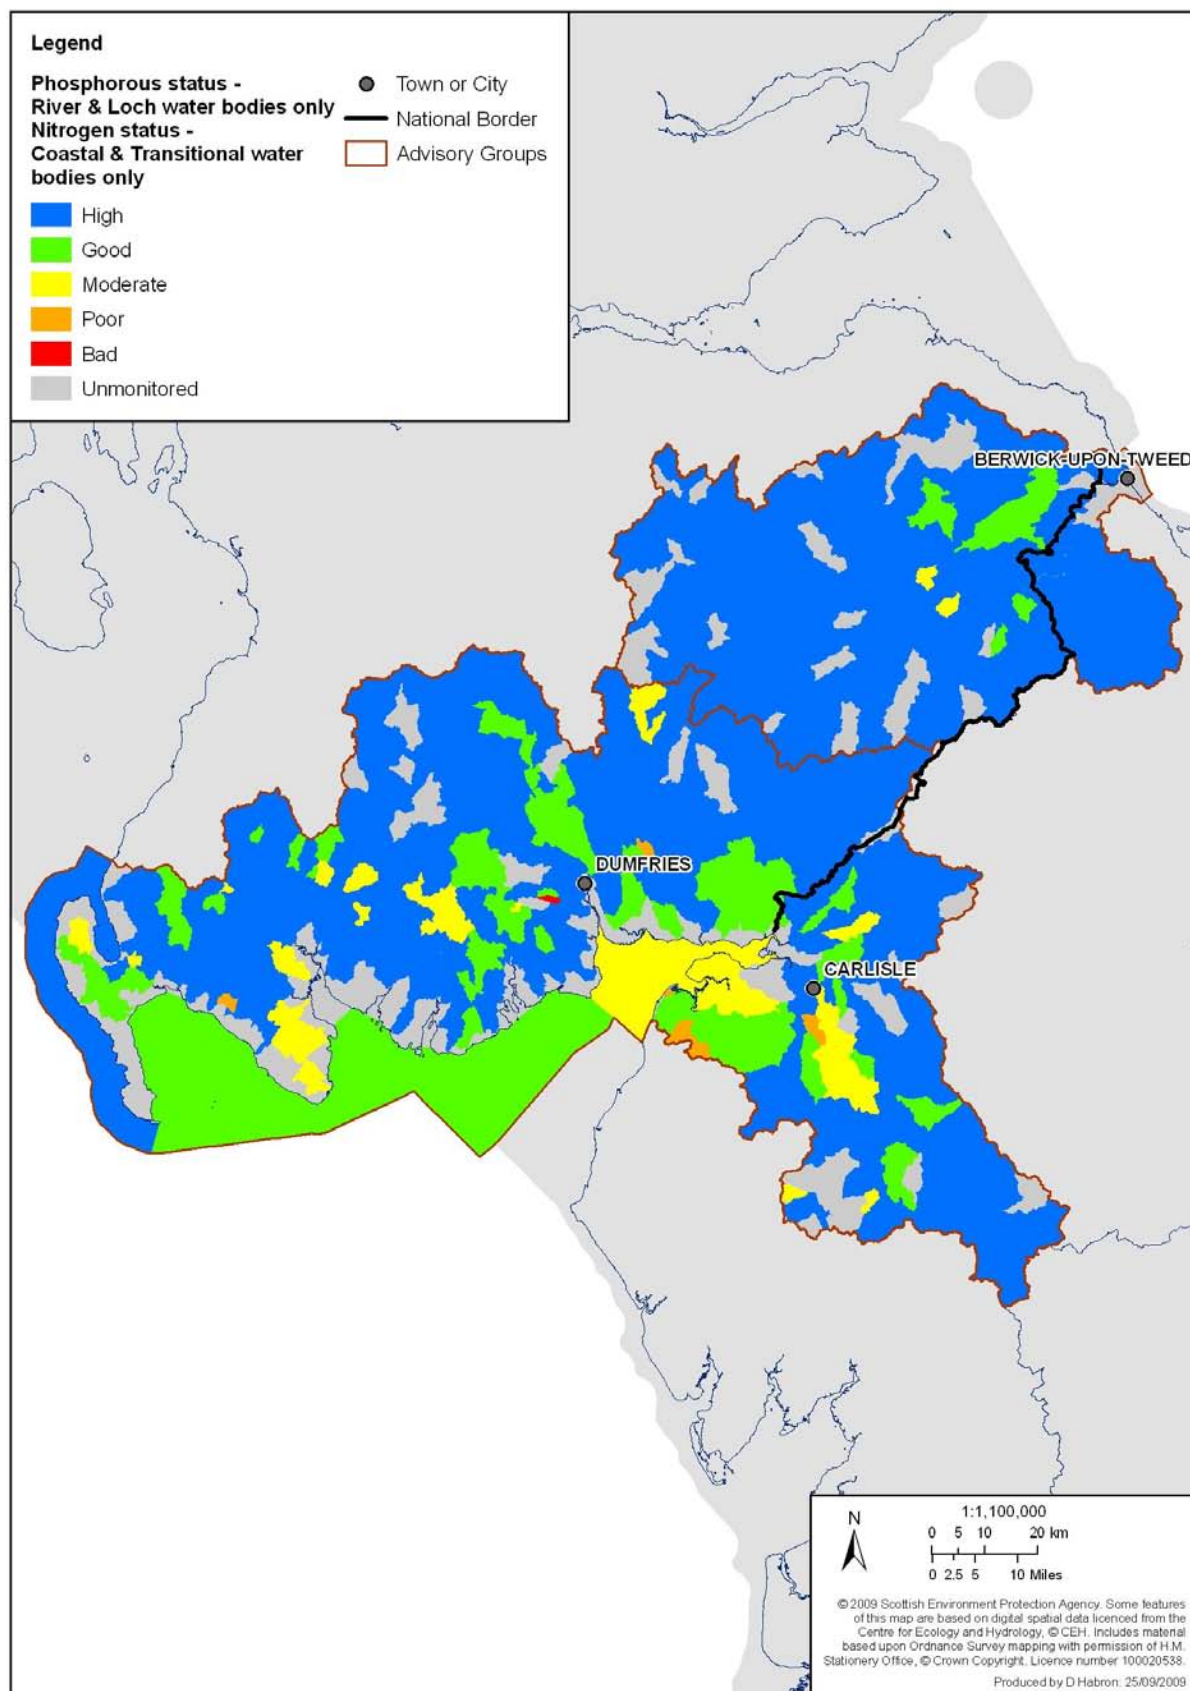 Legend
Phosphorous status -
River & Loch water bodies only
Nitrogen status -
Coastal & Transitional water
bodies only
High
Good
Moderate
Poor
Bad
Unmonitored
Town or City
National Border
Advisory Groups
BERWICK-UPON-TWEED
DUMFRIES
CARLISLE
N
1:1,100,000
0 5 10 20 km
0 2.5 5 10 Miles
© 2009 Scottish Environment Protection Agency. Some features
of this map are based on digital spatial data licenced from the
Centre for Ecology and Hydrology, © CEH. Includes material
based upon Ordnance Survey mapping with permission of H.M.
Stationery Office, © Crown Copyright. Licence number 100020538.
Produced by D Habron: 25/09/2009